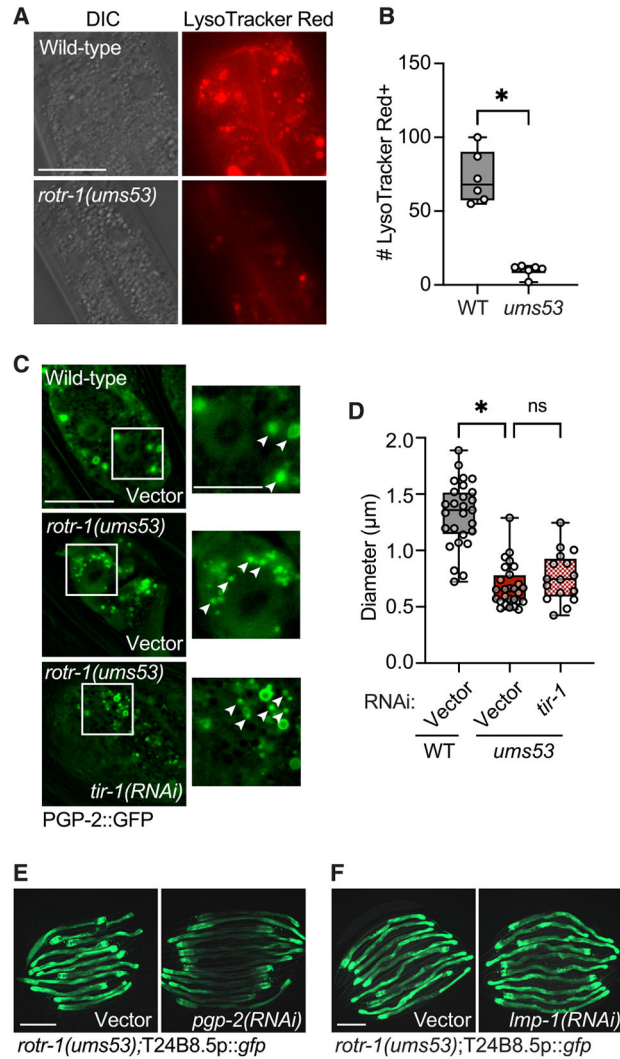 A
DIC
LysoTracker Red
Wild-type
rotr-1(ums53)
B
# LysoTracker Red+
150
100
50
0
*
WT
ums53
C
Wild-type
Vector
rotr-1(ums53)
Vector
rotr-1(ums53)
tir-1(RNAi)
PGP-2::GFP
D
Diameter (µm)
2.0
1.5
1.0
0.5
0.0
*
ns
RNAi:
Vector
Vector
tir-1
WT
ums53
E
Vector
pgp-2(RNAi)
rotr-1(ums53);T24B8.5p::gfp
F
Vector
lmp-1(RNAi)
rotr-1(ums53);T24B8.5p::gfp